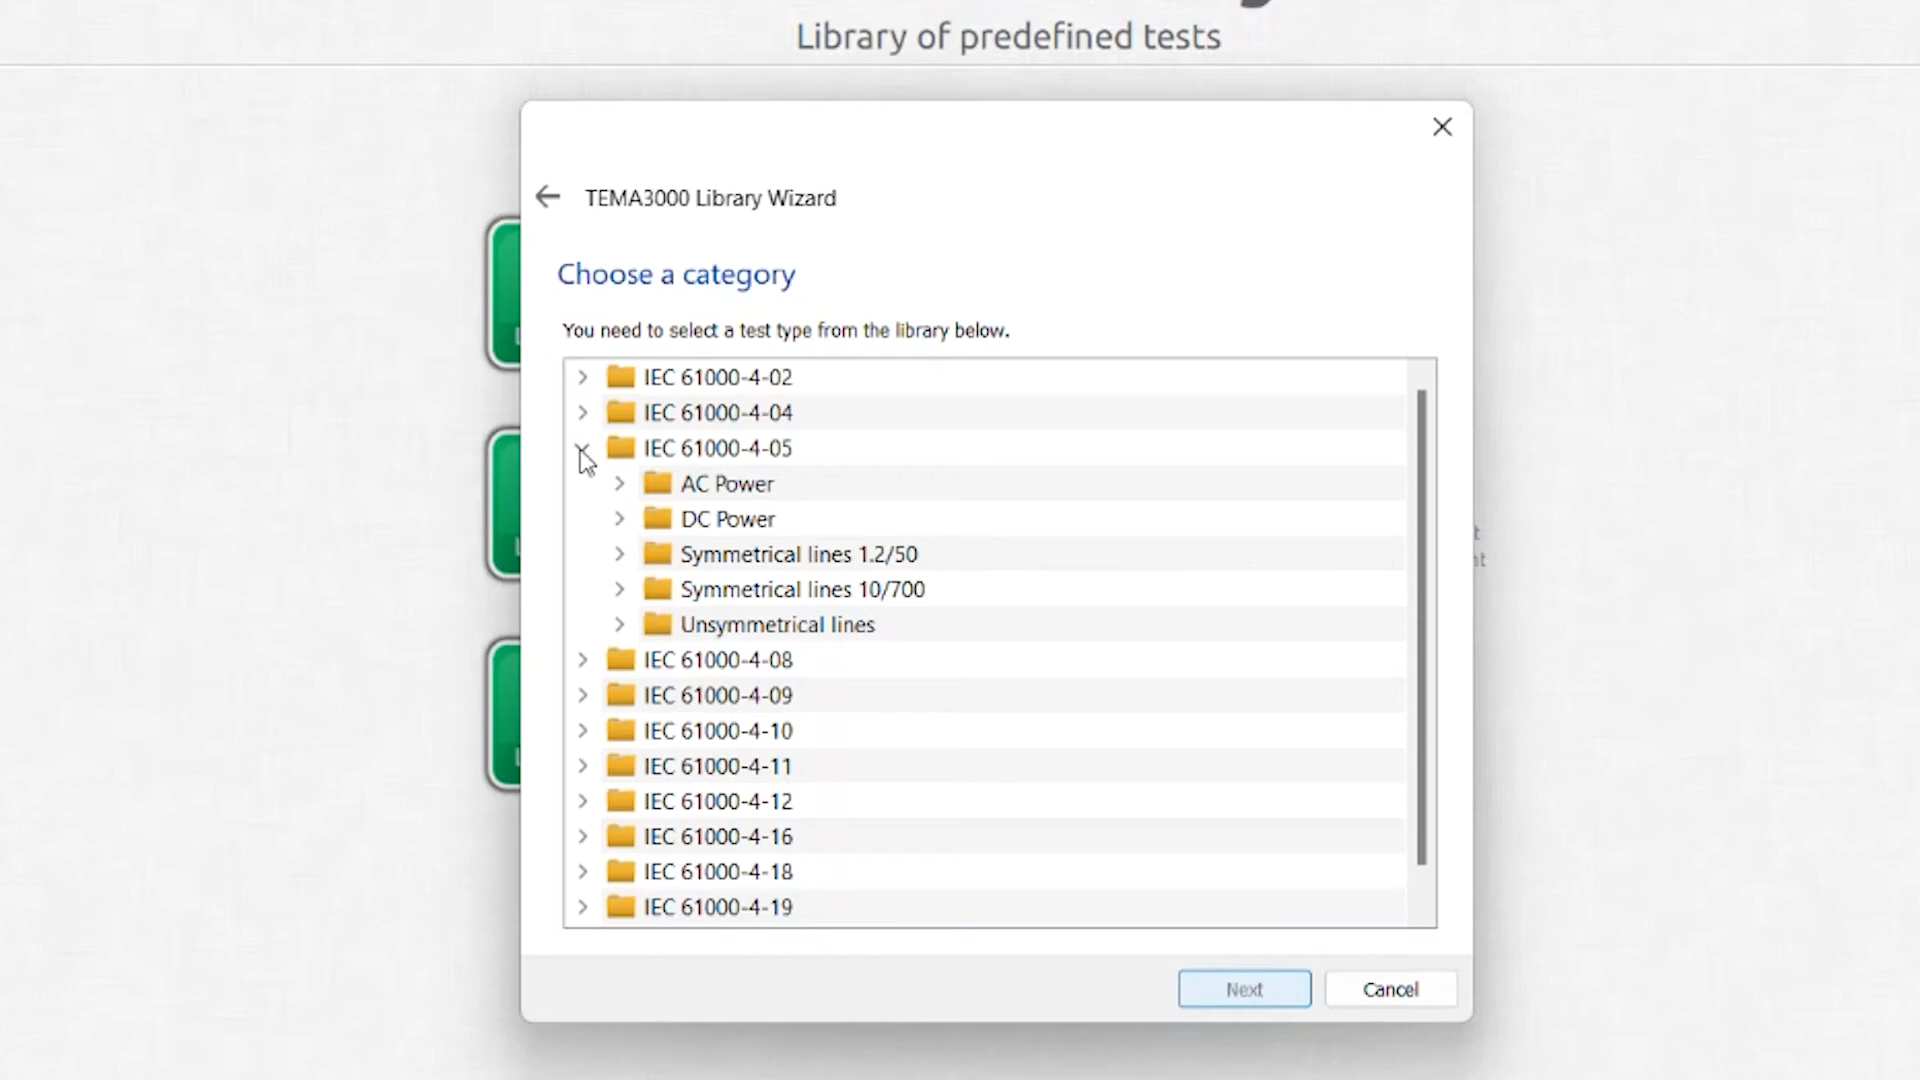 Library of predefined tests
TEMA3000 Library Wizard
Choose a category
You need to select a test type from the library below.
IEC 61000-4-02
IEC 61000-4-04
IEC 61000-4-05
AC Power
DC Power
Symmetrical lines 1.2/50
Symmetrical lines 10/700
Unsymmetrical lines
IEC 61000-4-08
IEC 61000-4-09
IEC 61000-4-10
IEC 61000-4-11
IEC 61000-4-12
IEC 61000-4-16
IEC 61000-4-18
IEC 61000-4-19
Next
Cancel